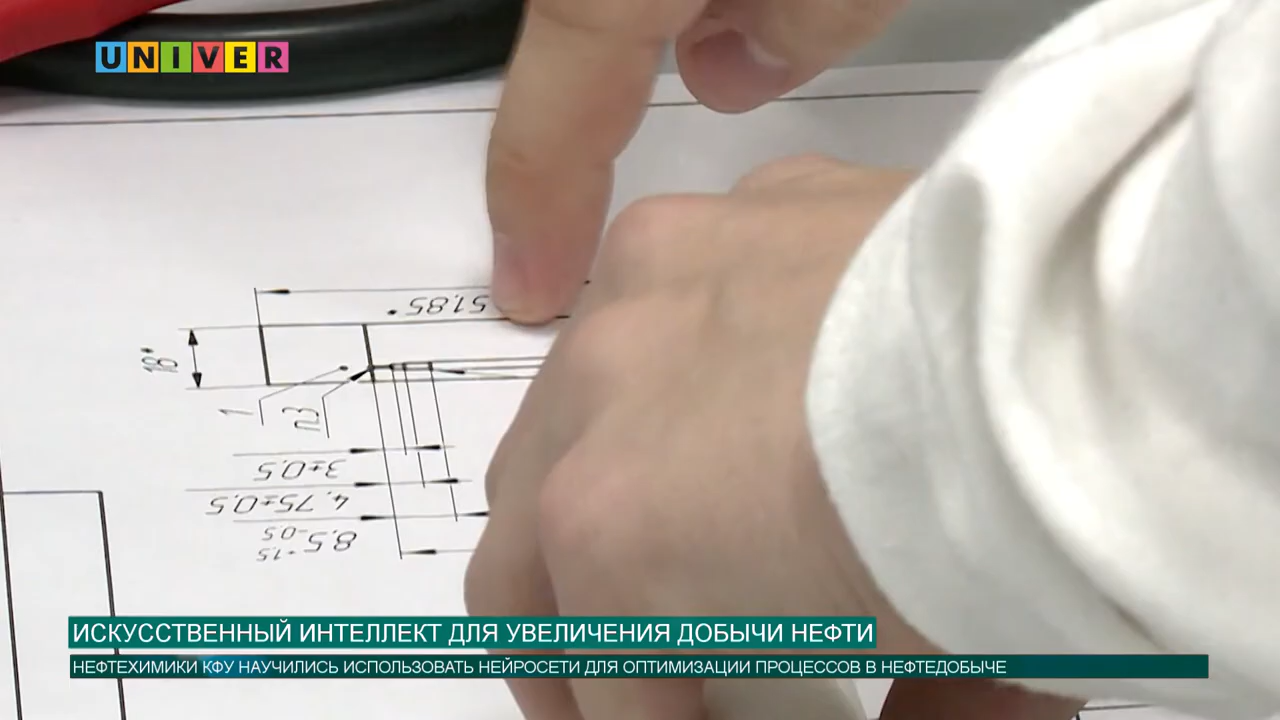 UNIVER
51,85*
18*
1
п.3
3±0,5
4,75±0,5
8,5 +1,5 -0,5
ИСКУССТВЕННЫЙ ИНТЕЛЛЕКТ ДЛЯ УВЕЛИЧЕНИЯ ДОБЫЧИ НЕФТИ
НЕФТЕХИМИКИ КФУ НАУЧИЛИСЬ ИСПОЛЬЗОВАТЬ НЕЙРОСЕТИ ДЛЯ ОПТИМИЗАЦИИ ПРОЦЕССОВ В НЕФТЕДОБЫЧЕ